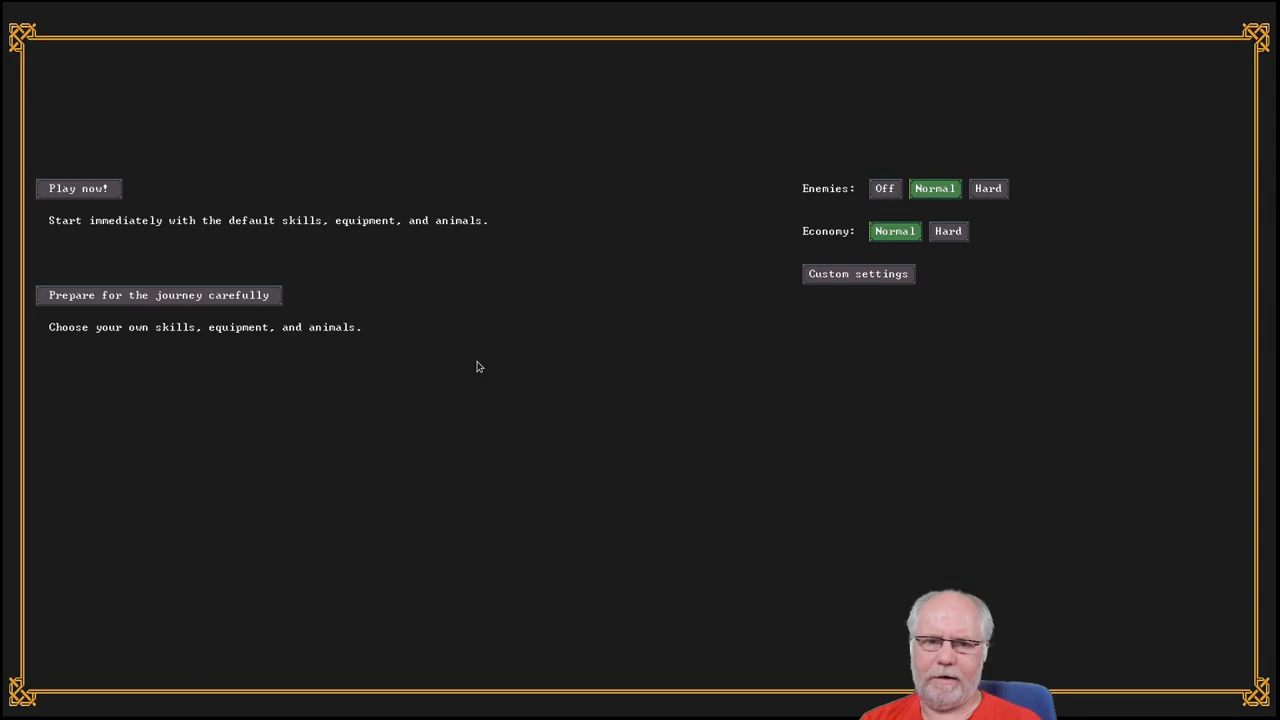 Play now!
Start immediately with the default skills, equipment, and animals.
Prepare for the journey carefully
Choose your own skills, equipment, and animals.
Enemies: Off Normal Hard
Economy: Normal Hard
Custom settings